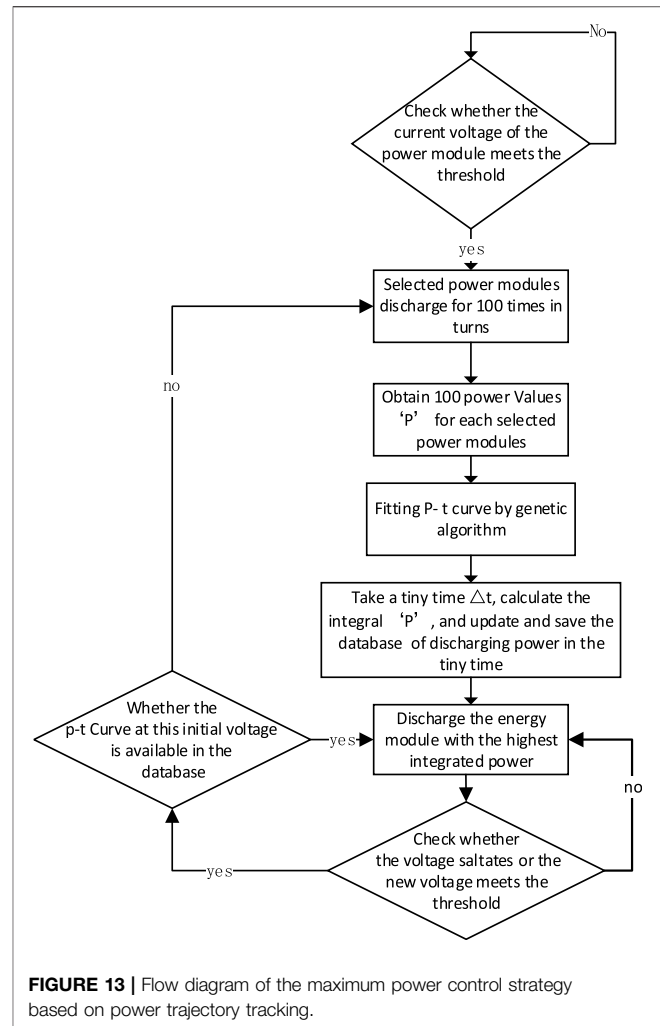 No
Check whether the
current voltage of the
power module meets the
threshold
yes
Selected power modules
discharge for 100 times in
turns
no
Obtain 100 power Values
‘P’ for each selected
power modules
Fitting P- t curve by genetic
algorithm
Take a tiny time △t, calculate the
integral ‘P’, and update and save the
database of discharging power in the
tiny time
Whether the
p-t Curve at this initial voltage
is available in the
database
yes
Discharge the energy
module with the highest
integrated power
no
Check whether
the voltage saltates or the
new voltage meets the
threshold
yes
FIGURE 13 | Flow diagram of the maximum power control strategy
based on power trajectory tracking.